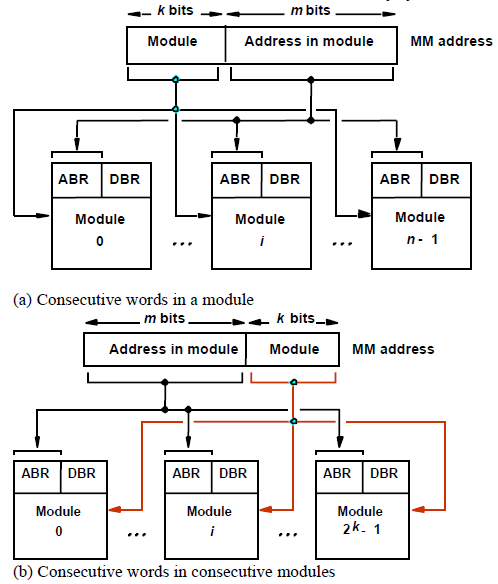 k bits m bits
Module Address in module MM address
ABR DBR ABR DBR ABR DBR
Module Module Module
0 ... i ... n - 1
(a) Consecutive words in a module
m bits k bits
Address in module Module MM address
ABR DBR ABR DBR ABR DBR
Module Module Module
0 ... i ... 2k - 1
(b) Consecutive words in consecutive modules